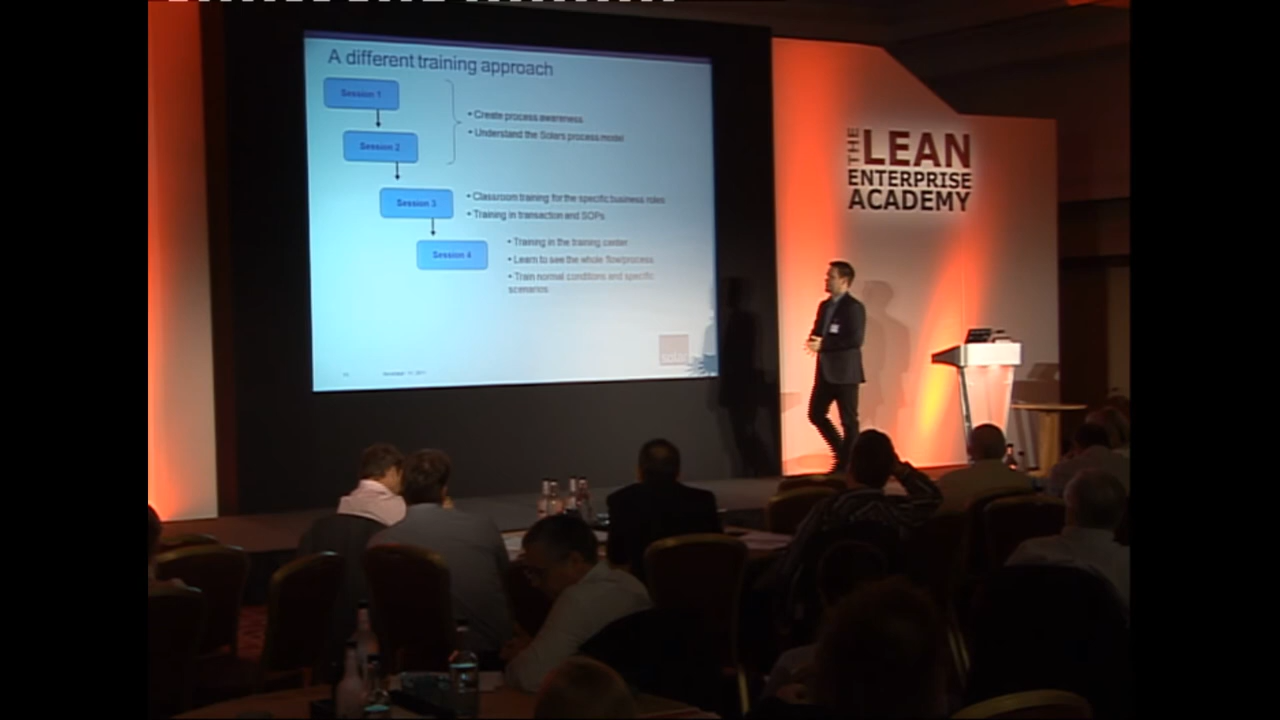 A different training approach
Session 1
• Create process awareness
• Understand the Solars process model
Session 2
Session 3
• Classroom training for the specific business roles
• Training in transaction and SOPs
Session 4
• Training in the training center
• Learn to see the whole flow/process
• Train normal conditions and specific
scenarios
solar
THE LEAN
ENTERPRISE
ACADEMY